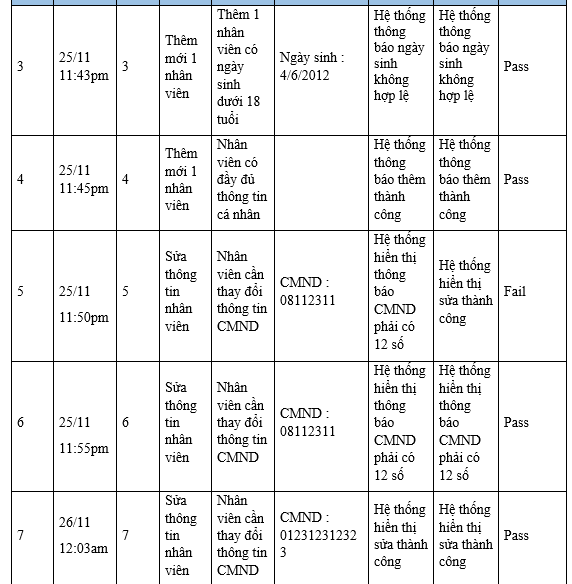 3
25/11
11:43pm
3
Thêm
mới 1
nhân
viên
Thêm 1
nhân
viên có
ngày
sinh
dưới 18
tuổi
Ngày sinh :
4/6/2012
Hệ thống
thông
báo ngày
sinh
không
hợp lệ
Hệ thống
thông
báo ngày
sinh
không
hợp lệ
Pass
4
25/11
11:45pm
4
Thêm
mới 1
nhân
viên
Nhân
viên có
đầy đủ
thông tin
cá nhân
Hệ thống
thông
báo thêm
thành
công
Hệ thống
thông
báo thêm
thành
công
Pass
5
25/11
11:50pm
5
Sửa
thông
tin
nhân
viên
Nhân
viên cần
thay đổi
thông tin
CMND
CMND :
08112311
Hệ thống
hiển thị
thông
báo
CMND
phải có
12 số
Hệ thống
hiển thị
sửa thành
công
Fail
6
25/11
11:55pm
6
Sửa
thông
tin
nhân
viên
Nhân
viên cần
thay đổi
thông tin
CMND
CMND :
08112311
Hệ thống
hiển thị
thông
báo
CMND
phải có
12 số
Hệ thống
hiển thị
thông
báo
CMND
phải có
12 số
Pass
7
26/11
12:03am
7
Sửa
thông
tin
nhân
viên
Nhân
viên cần
thay đổi
thông tin
CMND
CMND :
01231231232
3
Hệ thống
hiển thị
sửa thành
công
Hệ thống
hiển thị
sửa thành
công
Pass